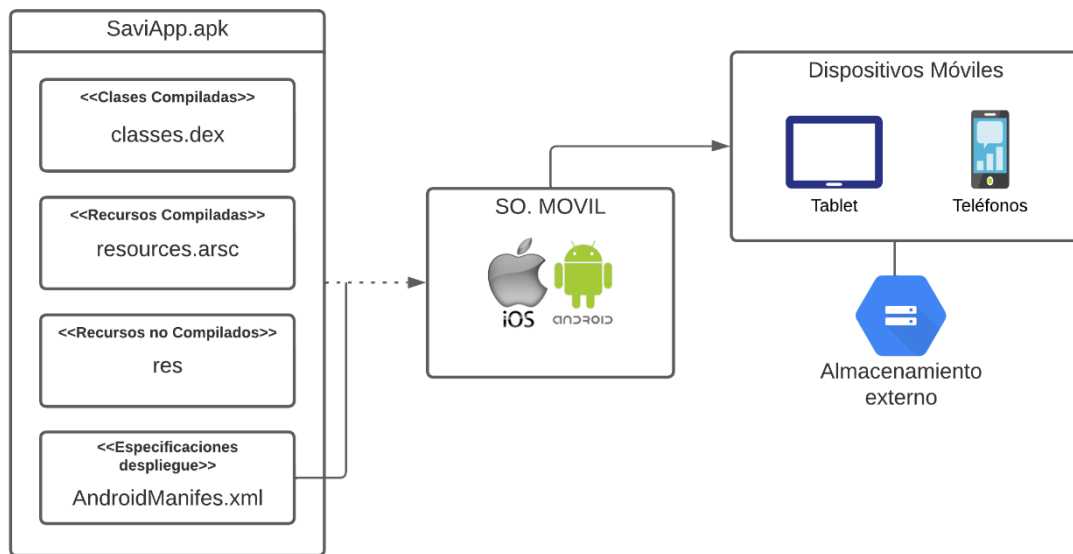 SaviApp.apk
<<Clases Compiladas>>
classes.dex
<<Recursos Compiladas>>
resources.arsc
<<Recursos no Compilados>>
res
<<Especificaciones
despliegue>>
AndroidManifes.xml
SO. MOVIL
iOS
ANDROID
Dispositivos Móviles
Tablet
Teléfonos
Almacenamiento
externo